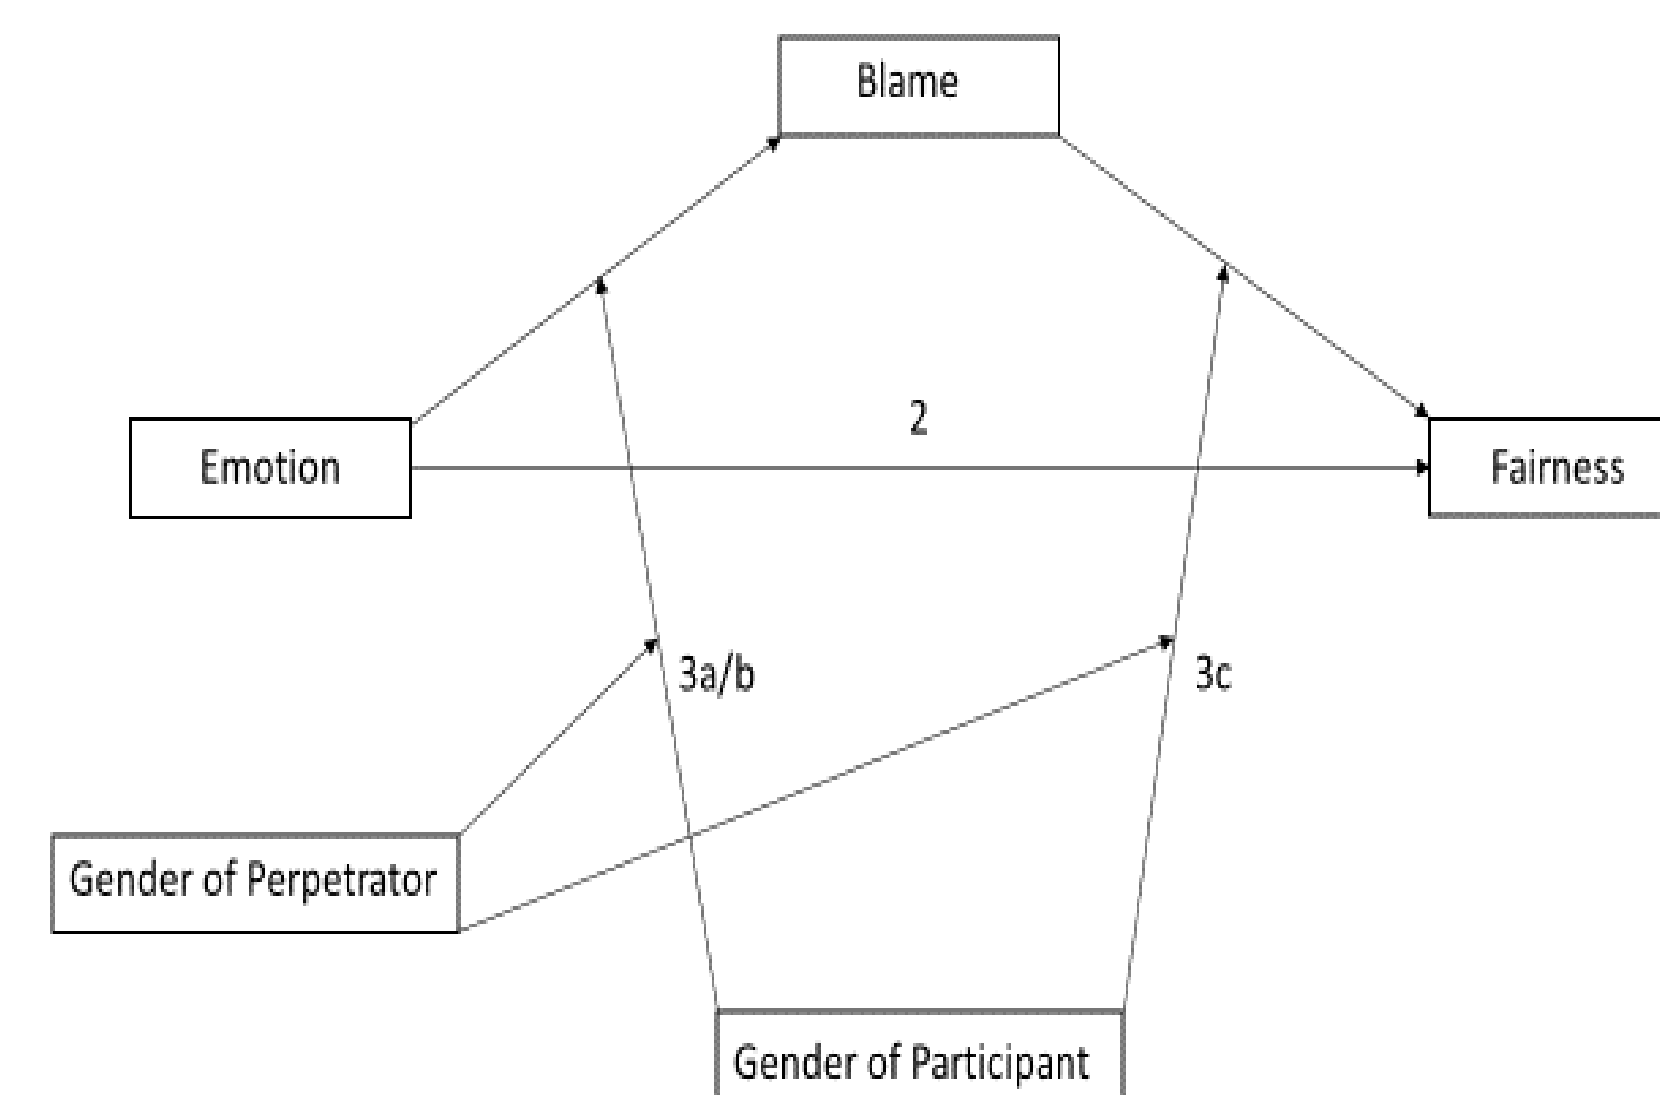 Blame
2
Emotion
Fairness
3a/b
3c
Gender of Perpetrator
Gender of Participant